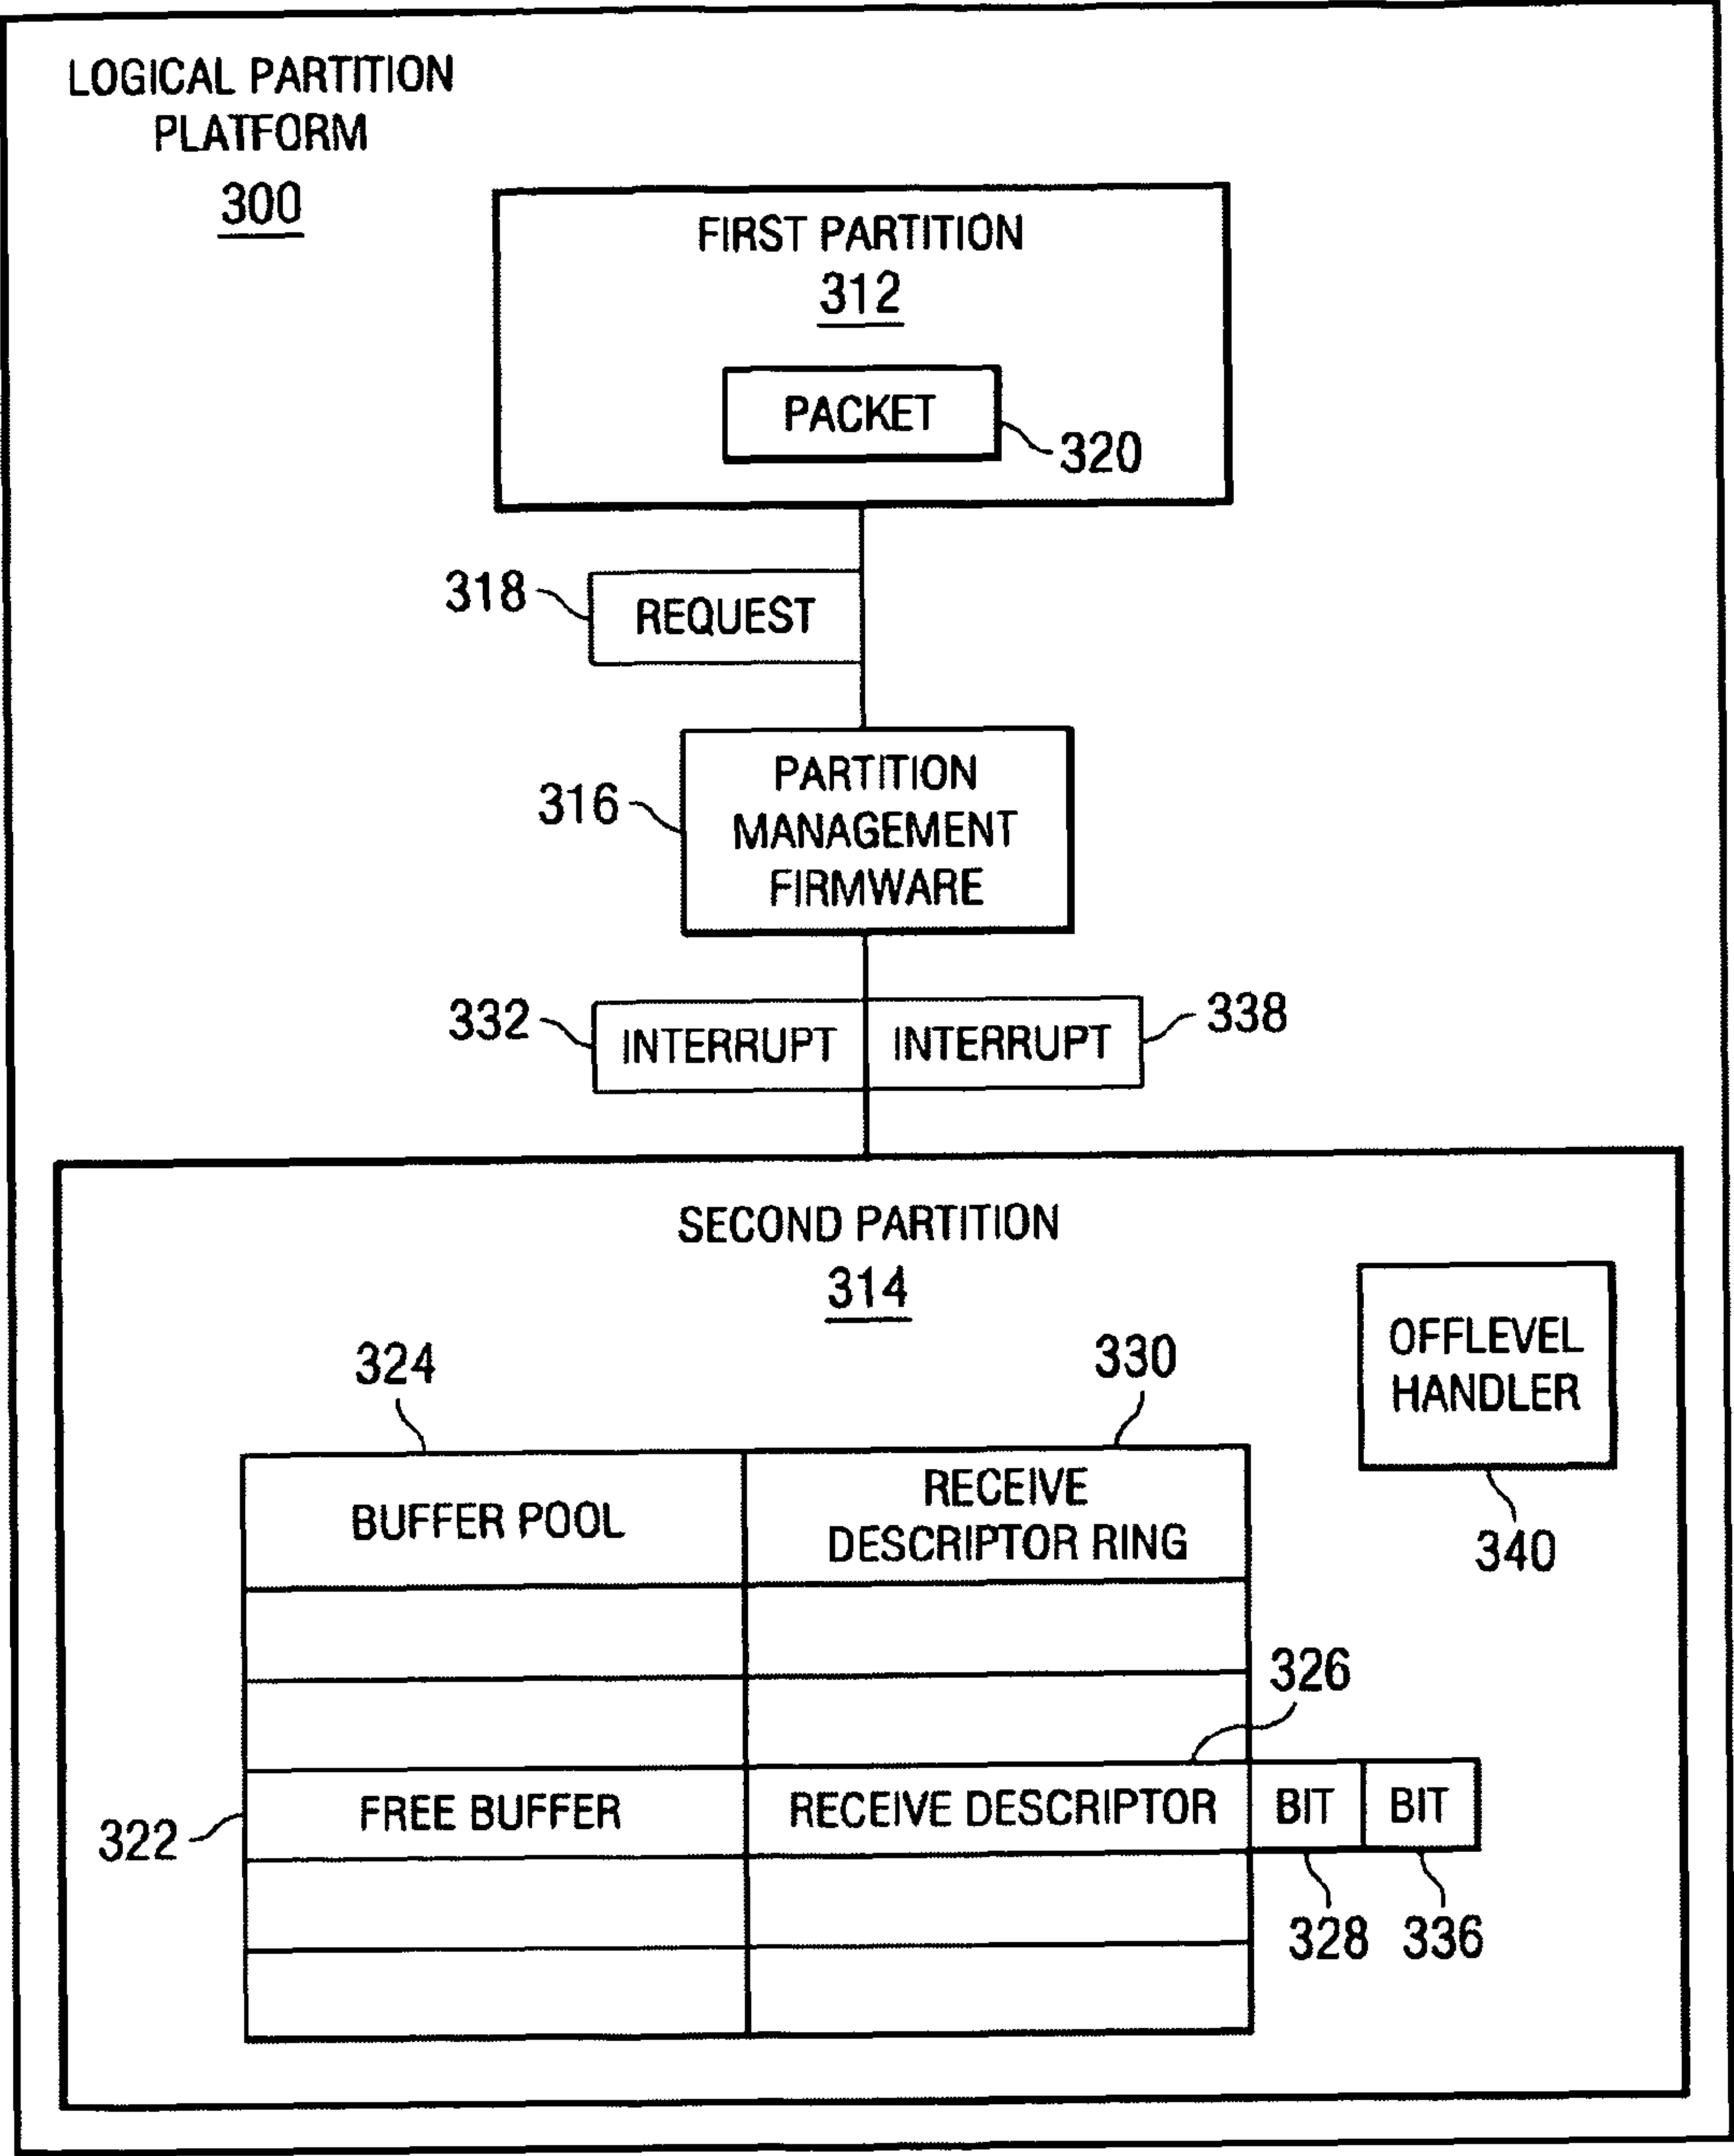 LOGICAL PARTITION
PLATFORM
300
FIRST PARTITION
312
PACKET
320
318
REQUEST
316
PARTITION
MANAGEMENT
FIRMWARE
332
INTERRUPT
INTERRUPT
338
SECOND PARTITION
314
OFFLEVEL
HANDLER
340
324
330
BUFFER POOL
RECEIVE
DESCRIPTOR RING
326
322
FREE BUFFER
RECEIVE DESCRIPTOR
BIT
BIT
328
336